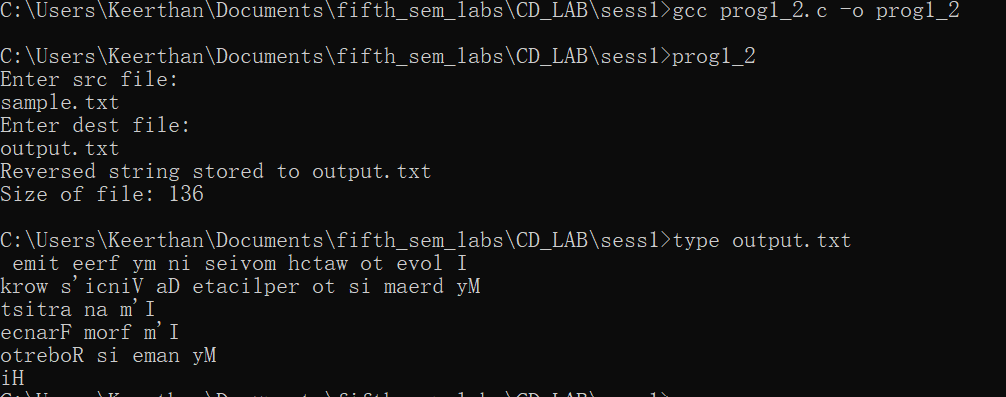 C:\Users\Keerthan\Documents\fifth_sem_labs\CD_LAB\sess1>gcc prog1_2.c -o prog1_2
C:\Users\Keerthan\Documents\fifth_sem_labs\CD_LAB\sess1>prog1_2
Enter src file:
sample.txt
Enter dest file:
output.txt
Reversed string stored to output.txt
Size of file: 136
C:\Users\Keerthan\Documents\fifth_sem_labs\CD_LAB\sess1>type output.txt
 emit eerf ym ni seivom hctaw ot evol I
krow s'icniV aD etacilper ot si maerd yM
tsitra na m'I
ecnarF morf m'I
otreboR si eman yM
iH